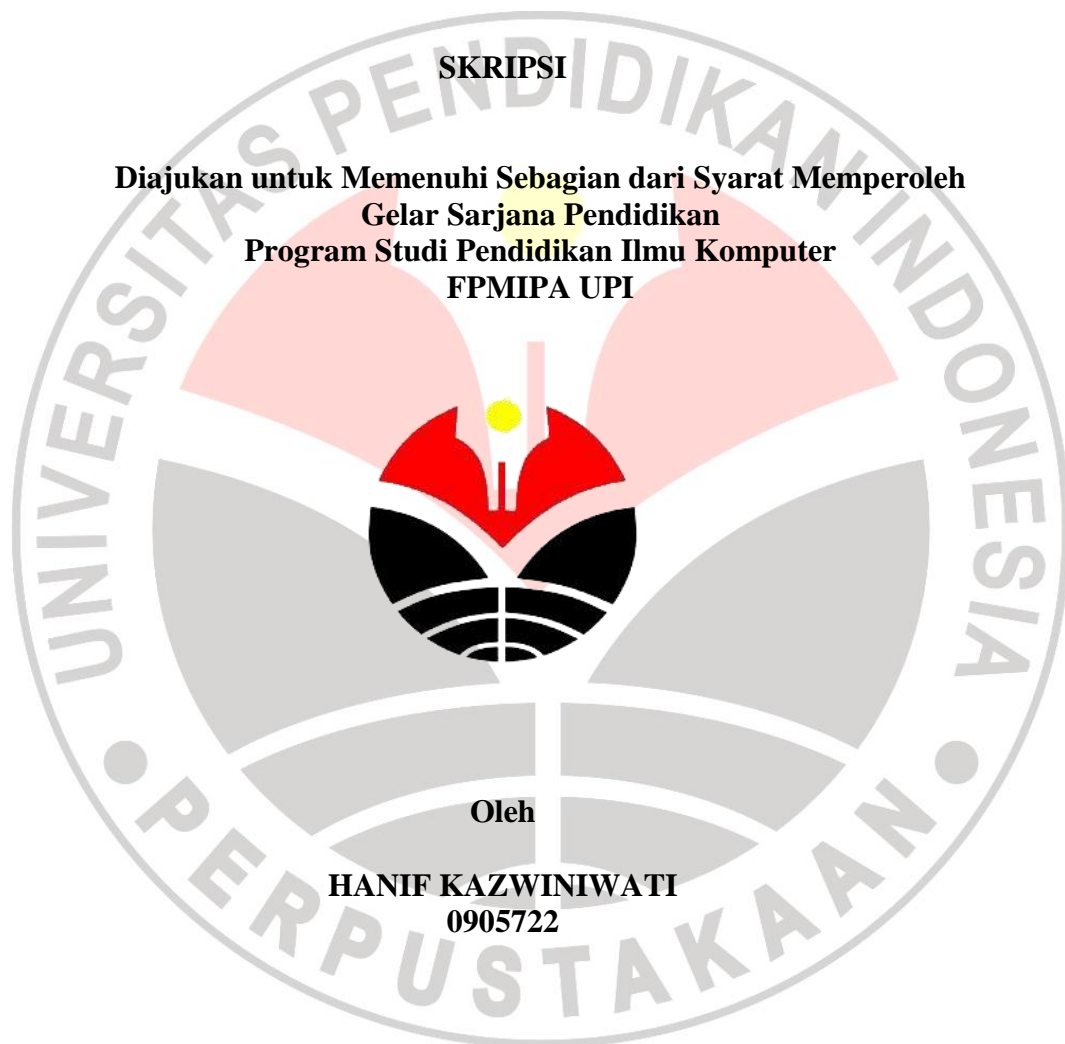 SKRIPSI
Diajukan untuk Memenuhi Sebagian dari Syarat Memperoleh
Gelar Sarjana Pendidikan
Program Studi Pendidikan Ilmu Komputer
FPMIPA UPI
Oleh
HANIF KAZWINIWATI
0905722
UNIVERSITAS PENDIDIKAN INDONESIA
PERPUSTAKAAN